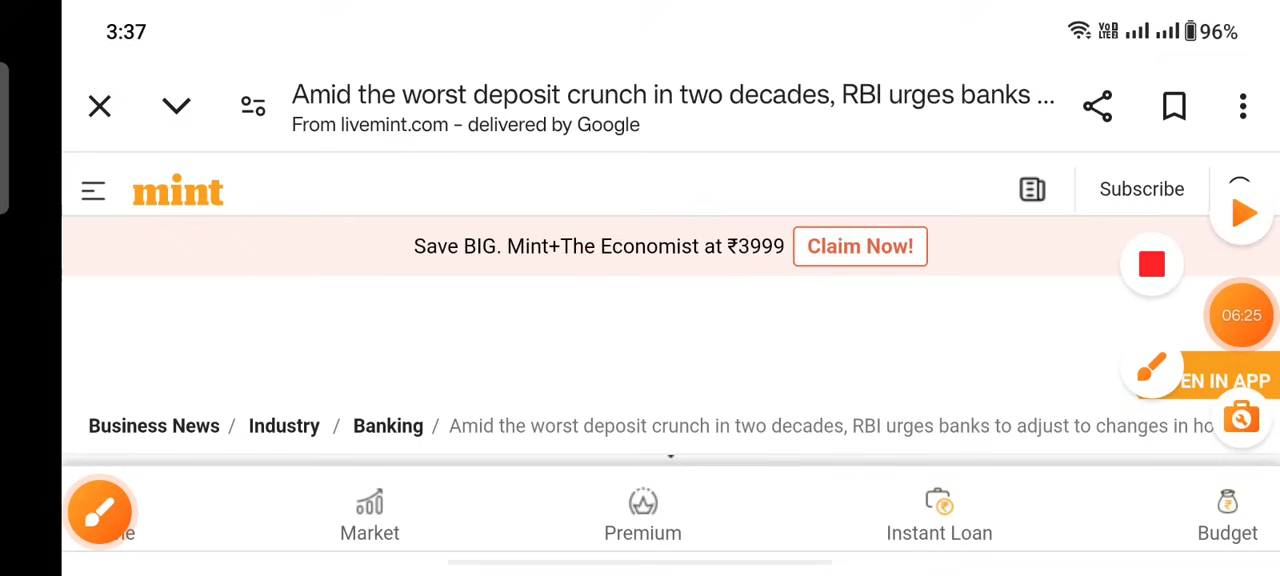 3:37
VoB
LTEB
96%
Amid the worst deposit crunch in two decades, RBI urges banks ...
From livemint.com – delivered by Google
mint
Subscribe
Save BIG. Mint+The Economist at ₹3999
Claim Now!
06:25
EN IN APP
Business News / Industry / Banking / Amid the worst deposit crunch in two decades, RBI urges banks to adjust to changes in ho
Market
Premium
Instant Loan
Budget